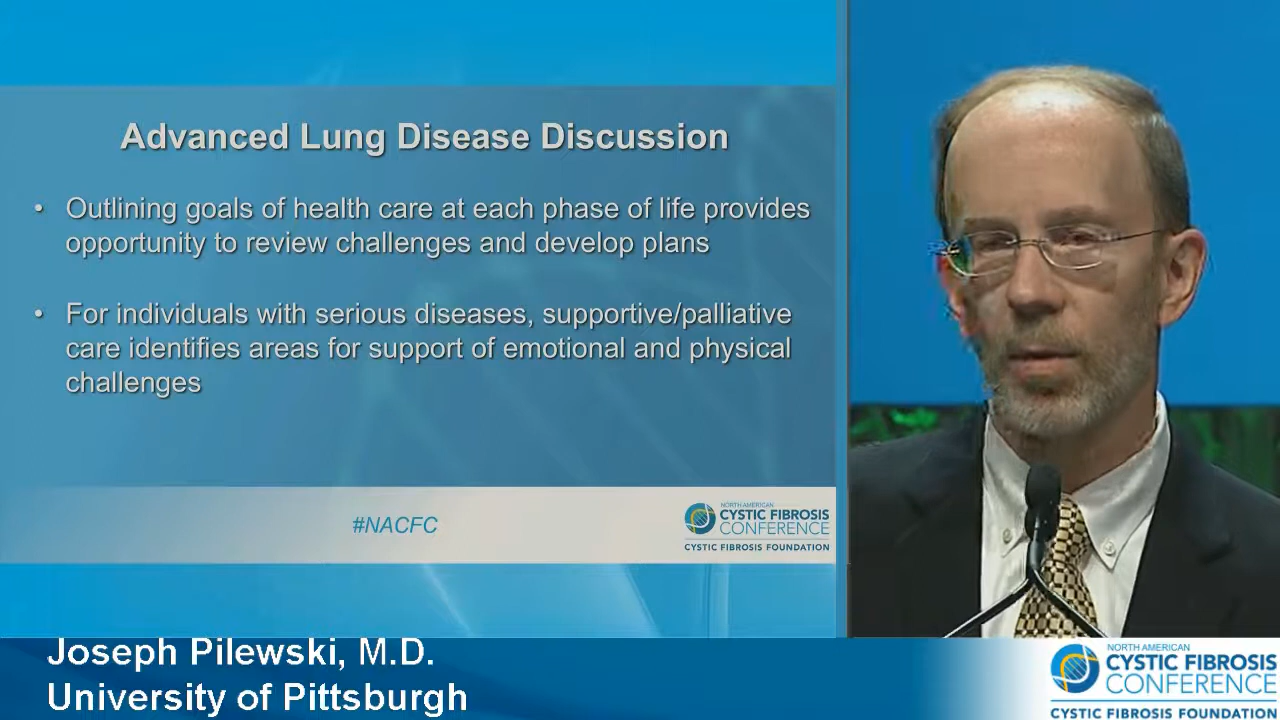 Advanced Lung Disease Discussion
• Outlining goals of health care at each phase of life provides
opportunity to review challenges and develop plans
• For individuals with serious diseases, supportive/palliative
care identifies areas for support of emotional and physical
challenges
#NACFC
NORTH AMERICAN
CYSTIC FIBROSIS
CONFERENCE
CYSTIC FIBROSIS FOUNDATION
Joseph Pilewski, M.D.
University of Pittsburgh
NORTH AMERICAN
CYSTIC FIBROSIS
CONFERENCE
CYSTIC FIBROSIS FOUNDATION